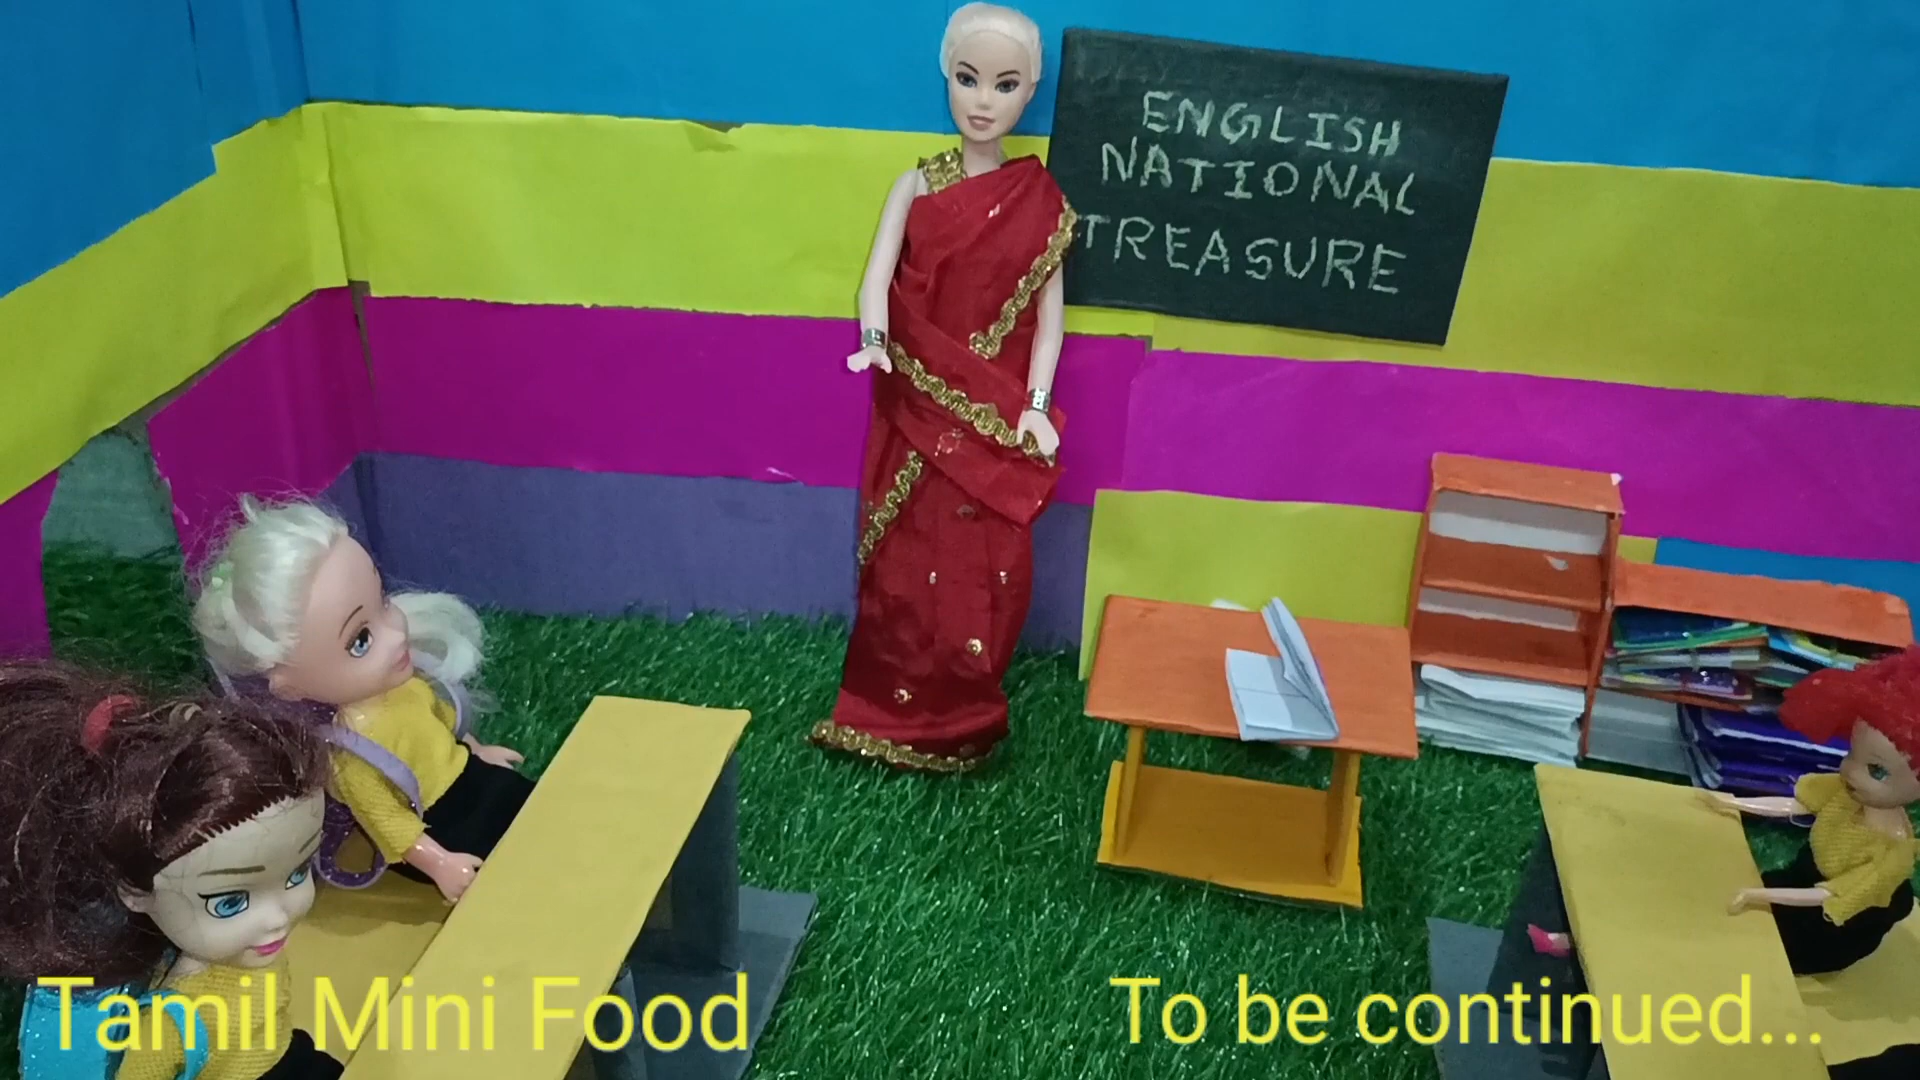 ENGLISH
NATIONAL
TREASURE
Tamil Mini Food
To be continued...